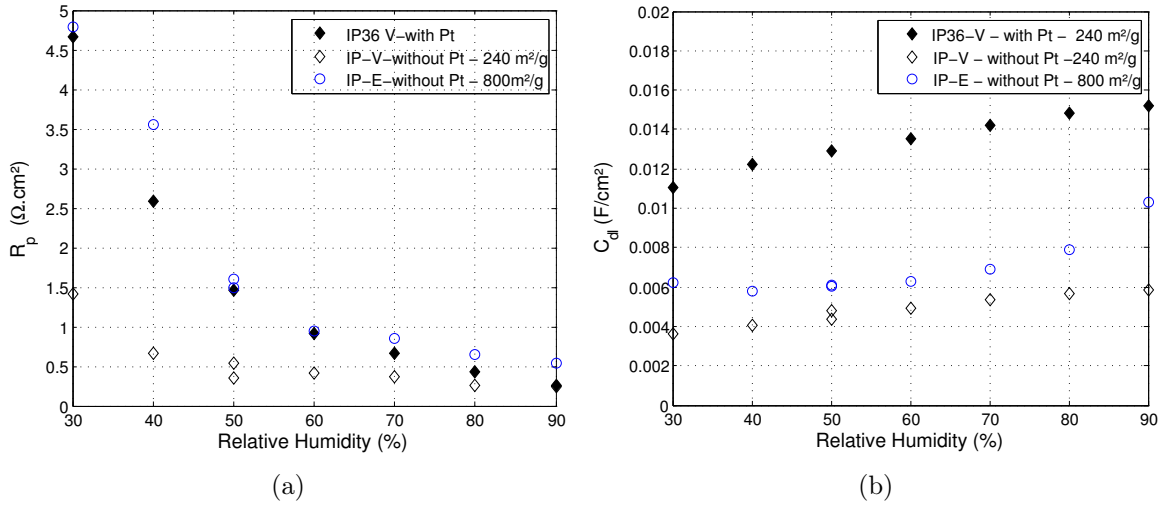 IP36 V−with Pt
IP−V−without Pt − 240 m²/g
IP−E−without Pt − 800m²/g
5
4.5
4
3.5
3
2.5
2
1.5
1
0.5
0
R_p (Ω.cm²)
30 40 50 60 70 80 90
Relative Humidity (%)
(a)
IP36−V − with Pt − 240 m²/g
IP−V − without Pt −240 m²/g
IP−E − without Pt − 800 m²/g
0.02
0.018
0.016
0.014
0.012
0.01
0.008
0.006
0.004
0.002
0
C_dl (F/cm²)
30 40 50 60 70 80 90
Relative Humidity (%)
(b)